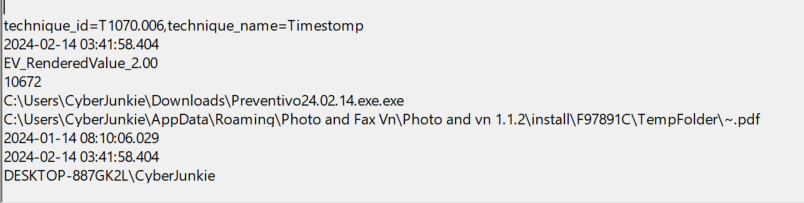 technique_id=T1070.006,technique_name=Timestomp
2024-02-14 03:41:58.404
EV_RenderedValue_2.00
10672
C:\Users\CyberJunkie\Downloads\Preventivo24.02.14.exe.exe
C:\Users\CyberJunkie\AppData\Roaming\Photo and Fax Vn\Photo and vn 1.1.2\install\F97891C\TempFolder\~.pdf
2024-01-14 08:10:06.029
2024-02-14 03:41:58.404
DESKTOP-887GK2L\CyberJunkie